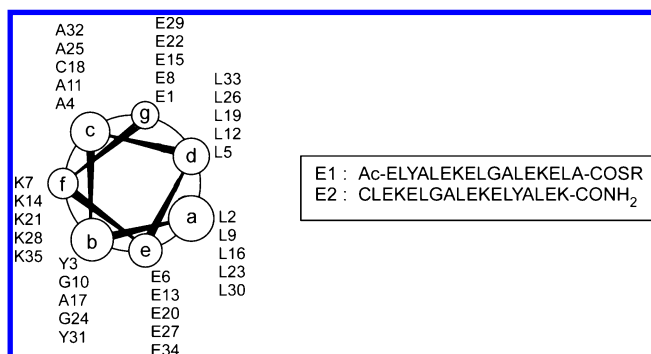 A32
A25
C18
A11
A4
E29
E22
E15
E8
E1
L33
L26
L19
L12
L5
g
c
d
f
a
b
e
K7
K14
K21
K28
K35
L2
L9
L16
L23
L30
Y3
G10
A17
G24
Y31
E6
E13
E20
E27
E34
E1 : Ac-ELYALEKELGALEKELA-COSR
E2 : CLEKELGALEKELYALEK-CONH₂